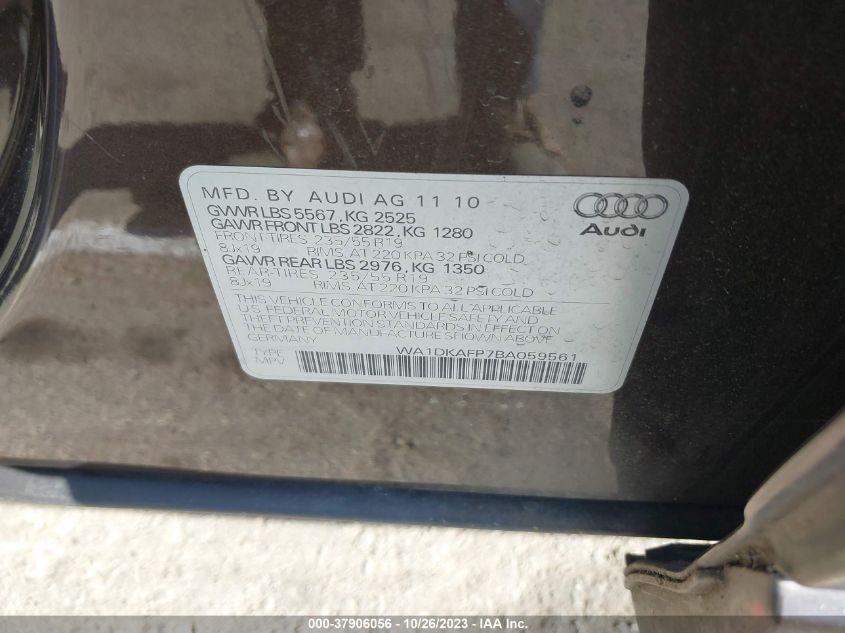 MFD. BY AUDI AG 11 10
GVWR LBS 5567, KG 2525
GAWR FRONT LBS 2822, KG 1280
FRONT TIRES, 235/55 R19
8Jx19 RIMS, AT 220 KPA 32 PSI COLD
GAWR REAR LBS 2976, KG 1350
REAR-TIRES, 235/55 R19
8Jx19 RIMS, AT 220 KPA 32 PSI COLD
THIS VEHICLE CONFORMS TO ALL APPLICABLE
U.S. FEDERAL MOTOR VEHICLE SAFETY AND
THEFT PREVENTION STANDARDS IN EFFECT ON
THE DATE OF MANUFACTURE SHOWN ABOVE.
GERMANY
TYPE: MPV
WA1DKAFP7BA059561
Audi
000-37906056 - 10/26/2023 - IAA Inc.